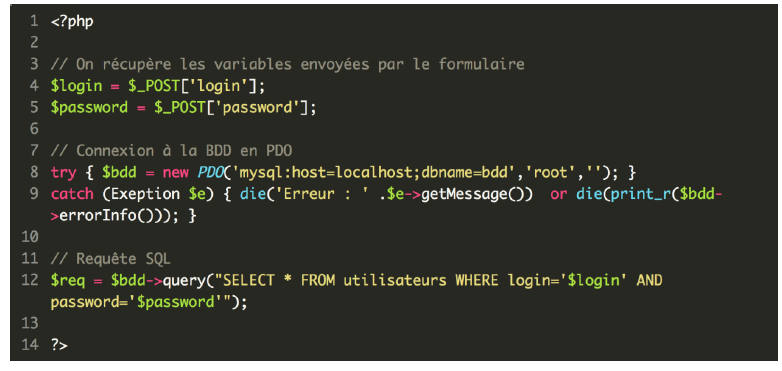 1 <?php
2
3 // On récupère les variables envoyées par le formulaire
4 $login = $_POST['login'];
5 $password = $_POST['password'];
6
7 // Connexion à la BDD en PDO
8 try { $bdd = new PDO('mysql:host=localhost;dbname=bdd','root',''); }
9 catch (Exeption $e) { die('Erreur : ' .$e->getMessage())  or die(print_r($bdd-
>errorInfo())); }
10
11 // Requête SQL
12 $req = $bdd->query("SELECT * FROM utilisateurs WHERE login='$login' AND
password='$password'");
13
14 ?>